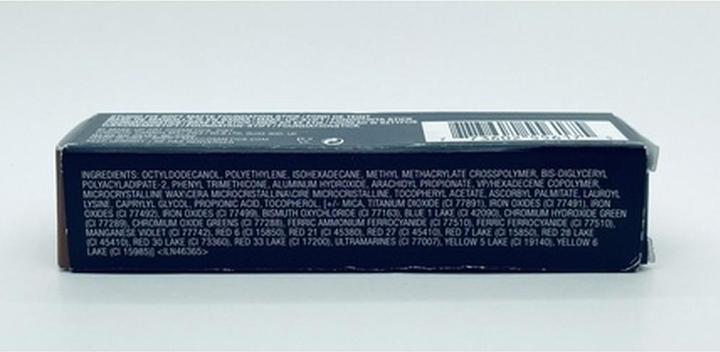 INGREDIENTS: OCTYLDODECANOL, POLYETHYLENE, ISOHEXADECANE, METHYL METHACRYLATE CROSSPOLYMER, BIS-DIGLYCERYL
POLYACYLADIPATE-2, PHENYL TRIMETHICONE, ALUMINUM HYDROXIDE, ARACHIDYL PROPIONATE, VP/HEXADECENE COPOLYMER,
MICROCRYSTALLINE WAX/CERA MICROCRISTALLINA/CIRE MICROCRISTALLINE, TOCOPHERYL ACETATE, ASCORBYL PALMITATE, LAUROYL
LYSINE, CAPRYLYL GLYCOL, PROPIONIC ACID, TOCOPHEROL, [+/- MICA, TITANIUM DIOXIDE (CI 77891), IRON OXIDES (CI 77491), IRON
OXIDES (CI 77492), IRON OXIDES (CI 77499), BISMUTH OXYCHLORIDE (CI 77163), BLUE 1 LAKE (CI 42090), CHROMIUM HYDROXIDE GREEN
(CI 77289), CHROMIUM OXIDE GREENS (CI 77288), FERRIC AMMONIUM FERROCYANIDE (CI 77510), FERRIC FERROCYANIDE (CI 77510),
MANGANESE VIOLET (CI 77742), RED 6 (CI 15850), RED 21 (CI 45380), RED 27 (CI 45410), RED 7 LAKE (CI 15850), RED 28 LAKE
(CI 45410), RED 30 LAKE (CI 73360), RED 33 LAKE (CI 17200), ULTRAMARINES (CI 77007), YELLOW 5 LAKE (CI 19140), YELLOW 6
LAKE (CI 15985)] <ILN46365>